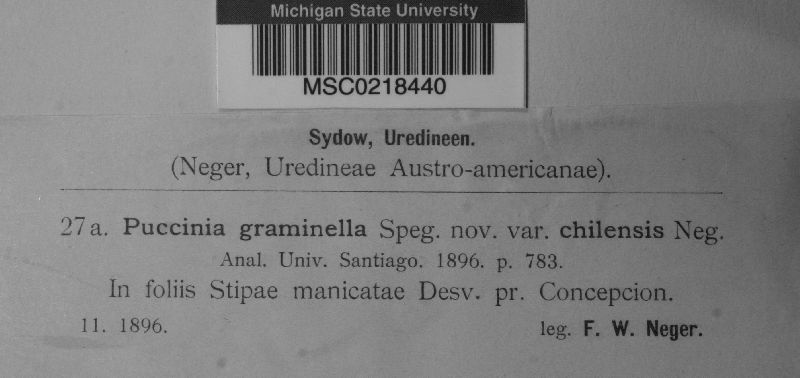 Michigan State University
MSC0218440
Sydow, Uredineen.
(Neger, Uredineae Austro-americanae).
27a. Puccinia graminella Speg. nov. var. chilensis Neg.
Anal. Univ. Santiago. 1896. p. 783.
In foliis Stipae manicatae Desv. pr. Concepcion.
11. 1896. leg. F. W. Neger.